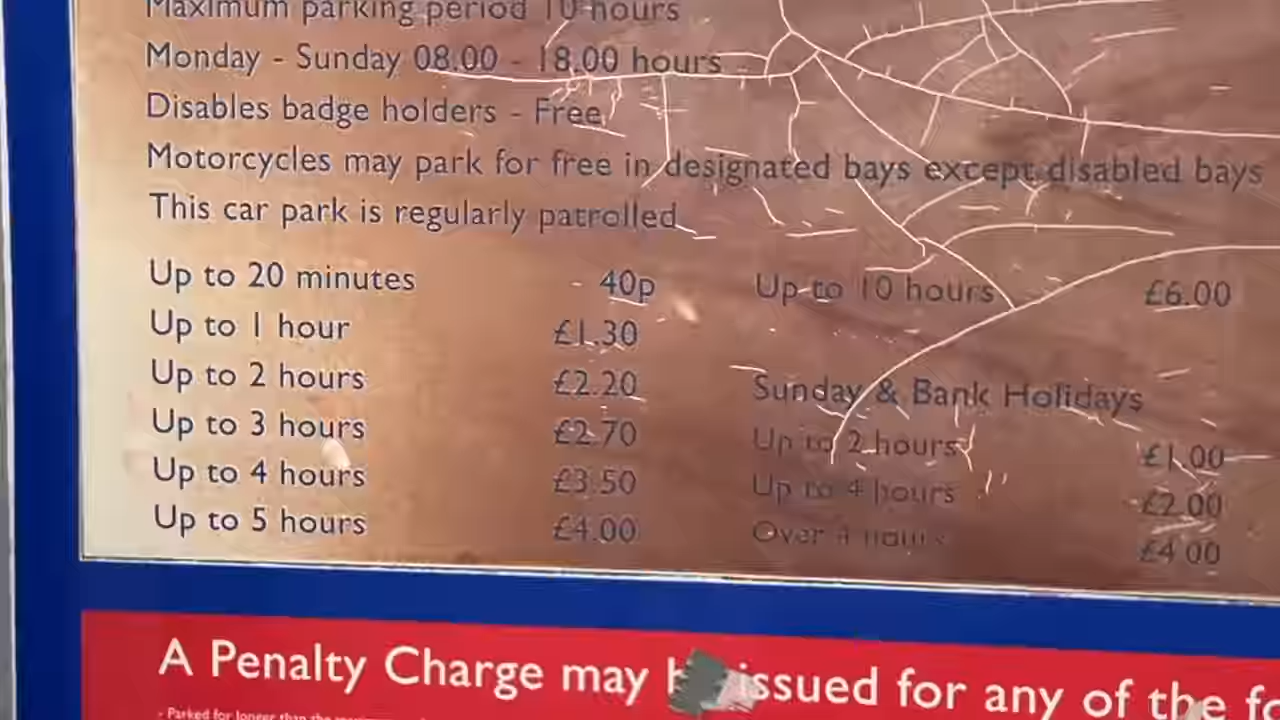 Maximum parking period 10 hours
Monday - Sunday 08.00 - 18.00 hours
Disables badge holders - Free
Motorcycles may park for free in designated bays except disabled bays
This car park is regularly patrolled
Up to 20 minutes - 40p
Up to 1 hour £1.30
Up to 2 hours £2.20
Up to 3 hours £2.70
Up to 4 hours £3.50
Up to 5 hours £4.00
Up to 10 hours £6.00
Sunday & Bank Holidays
Up to 2 hours £1.00
Up to 4 hours £2.00
Over 4 hours £4.00
A Penalty Charge may issued for any of the
- Parked for longer than the